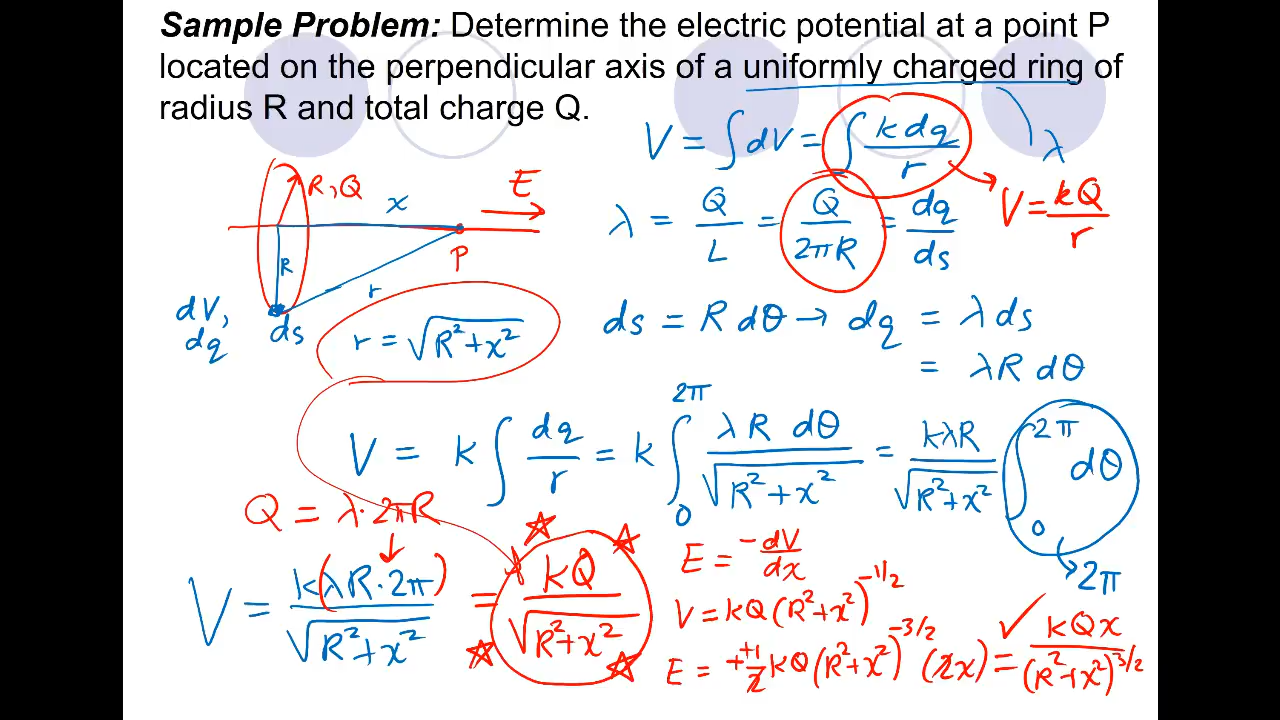 Sample Problem: Determine the electric potential at a point P
located on the perpendicular axis of a uniformly charged ring of
radius R and total charge Q.
V = ∫dV = ∫ k dq / r
λ
V = kQ / r
R, Q
x
E
P
R
r
dV,
dq
ds
r = √(R² + x²)
λ = Q / L = Q / 2πR = dq / ds
ds = R dθ → dq = λ ds
= λR dθ
V = k ∫ dq / r = k ∫₀^2π λ R dθ / √(R² + x²) = kλR / √(R² + x²) ∫₀^2π dθ
2π
Q = λ · 2πR
V = k(λR · 2π) / √(R² + x²) = kQ / √(R² + x²)
E = -dV / dx
V = kQ (R² + x²)^-1/2
E = ++1/2 kQ (R² + x²)^-3/2 (2x) = kQx / (R² + x²)^3/2